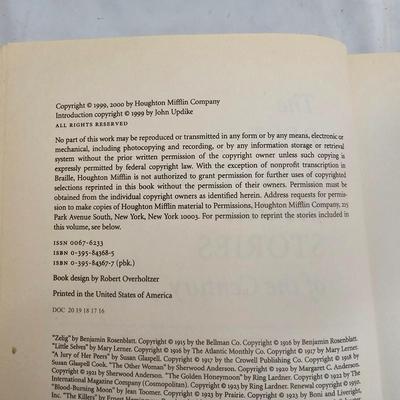 Copyright © 1999, 2000 by Houghton Mifflin Company
Introduction copyright © 1999 by John Updike
ALL RIGHTS RESERVED
No part of this work may be reproduced or transmitted in any form or by any means, electronic or
mechanical, including photocopying and recording, or by any information storage or retrieval
system without the prior written permission of the copyright owner unless such copying is
expressly permitted by federal copyright law. With the exception of nonprofit transcription in
Braille, Houghton Mifflin is not authorized to grant permission for further uses of copyrighted
selections reprinted in this book without the permission of their owners. Permission must be
obtained from the individual copyright owners as identified herein. Address requests for permis-
sion to make copies of Houghton Mifflin material to Permissions, Houghton Mifflin Company, 215
Park Avenue South, New York, New York 10003. For permission to reprint the stories included in
this volume, see below.
ISSN 0067-6233
ISBN 0-395-84368-5
ISBN 0-395-84367-7 (pbk.)
Book design by Robert Overholtzer
Printed in the United States of America
DOC 20 19 18 17 16
"Zelig" by Benjamin Rosenblatt. Copyright © 1915 by the Bellman Co. Copyright © 1916 by Benjamin Rosenblatt.
"Little Selves" by Mary Lerner. Copyright © 1916 by The Atlantic Monthly Co. Copyright © 1917 by Mary Lerner.
"A Jury of Her Peers" by Susan Glaspell. Copyright © 1917 by the Crowell Publishing Co. Copyright © 1918 by
Susan Glaspell Cook. "The Other Woman" by Sherwood Anderson. Copyright © 1920 by Margaret C. Anderson.
Copyright © 1921 by Sherwood Anderson. "The Golden Honeymoon" by Ring Lardner. Copyright © 1922 by The
International Magazine Company (Cosmopolitan). Copyright © 1923 by Ring Lardner. Renewal copyright © 1950.
"Blood-Burning Moon" by Jean Toomer. Copyright © 1923 by Prairie. Copyright © 1923 by Boni and Liveright,
Inc. "The Killers" by Ernest